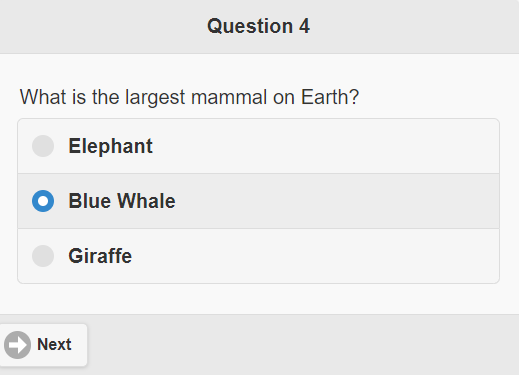 Question 4
What is the largest mammal on Earth?
Elephant
Blue Whale
Giraffe
Next